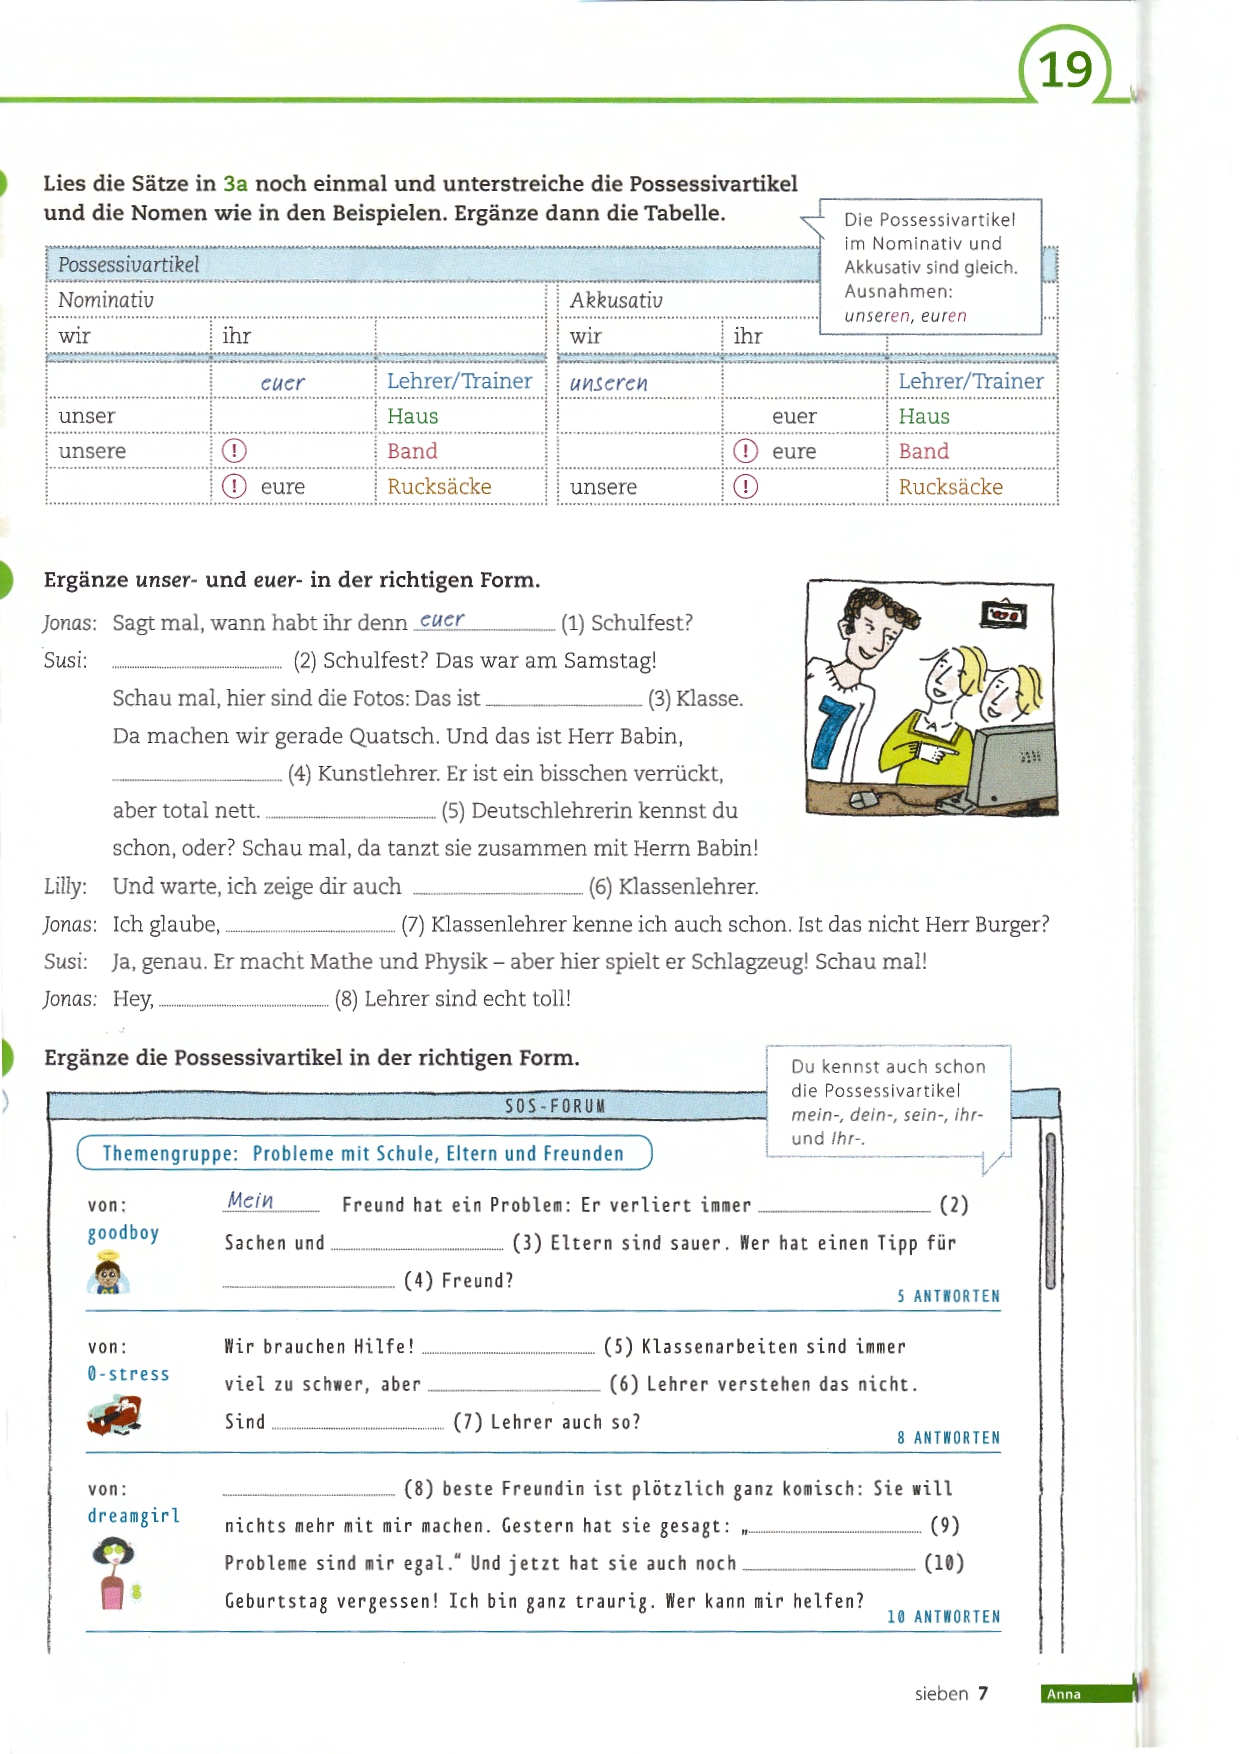 19
Lies die Sätze in 3a noch einmal und unterstreiche die Possessivartikel
und die Nomen wie in den Beispielen. Ergänze dann die Tabelle.
Die Possessivartikel
im Nominativ und
Akkusativ sind gleich.
Ausnahmen:
unseren, euren
Possessivartikel
Nominativ Akkusativ
wir ihr wir ihr
euer Lehrer/Trainer unseren Lehrer/Trainer
unser Haus euer Haus
unsere ! Band ! eure Band
! eure Rucksäcke unsere ! Rucksäcke
Ergänze unser- und euer- in der richtigen Form.
Jonas: Sagt mal, wann habt ihr denn euer (1) Schulfest?
Susi: (2) Schulfest? Das war am Samstag!
Schau mal, hier sind die Fotos: Das ist (3) Klasse.
Da machen wir gerade Quatsch. Und das ist Herr Babin,
(4) Kunstlehrer. Er ist ein bisschen verrückt,
aber total nett. (5) Deutschlehrerin kennst du
schon, oder? Schau mal, da tanzt sie zusammen mit Herrn Babin!
Lilly: Und warte, ich zeige dir auch (6) Klassenlehrer.
Jonas: Ich glaube, (7) Klassenlehrer kenne ich auch schon. Ist das nicht Herr Burger?
Susi: Ja, genau. Er macht Mathe und Physik – aber hier spielt er Schlagzeug! Schau mal!
Jonas: Hey, (8) Lehrer sind echt toll!
Ergänze die Possessivartikel in der richtigen Form.
Du kennst auch schon
die Possessivartikel
mein-, dein-, sein-, ihr-
und Ihr-.
SOS-FORUM
Themengruppe: Probleme mit Schule, Eltern und Freunden
von: Mein Freund hat ein Problem: Er verliert immer (2)
goodboy Sachen und (3) Eltern sind sauer. Wer hat einen Tipp für
(4) Freund?
5 ANTWORTEN
von: Wir brauchen Hilfe! (5) Klassenarbeiten sind immer
0-stress viel zu schwer, aber (6) Lehrer verstehen das nicht.
Sind (7) Lehrer auch so?
8 ANTWORTEN
von: (8) beste Freundin ist plötzlich ganz komisch: Sie will
dreamgirl nichts mehr mit mir machen. Gestern hat sie gesagt: „ (9)
Probleme sind mir egal.“ Und jetzt hat sie auch noch (10)
Geburtstag vergessen! Ich bin ganz traurig. Wer kann mir helfen?
10 ANTWORTEN
sieben 7 Anna